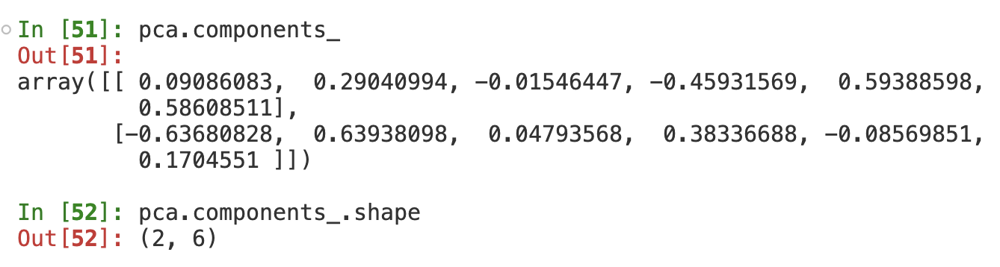 In [51]: pca.components_
Out[51]:
array([[ 0.09086083,  0.29040994, -0.01546447, -0.45931569,  0.59388598,
         0.58608511],
       [-0.63680828,  0.63938098,  0.04793568,  0.38336688, -0.08569851,
         0.1704551 ]])
In [52]: pca.components_.shape
Out[52]: (2, 6)